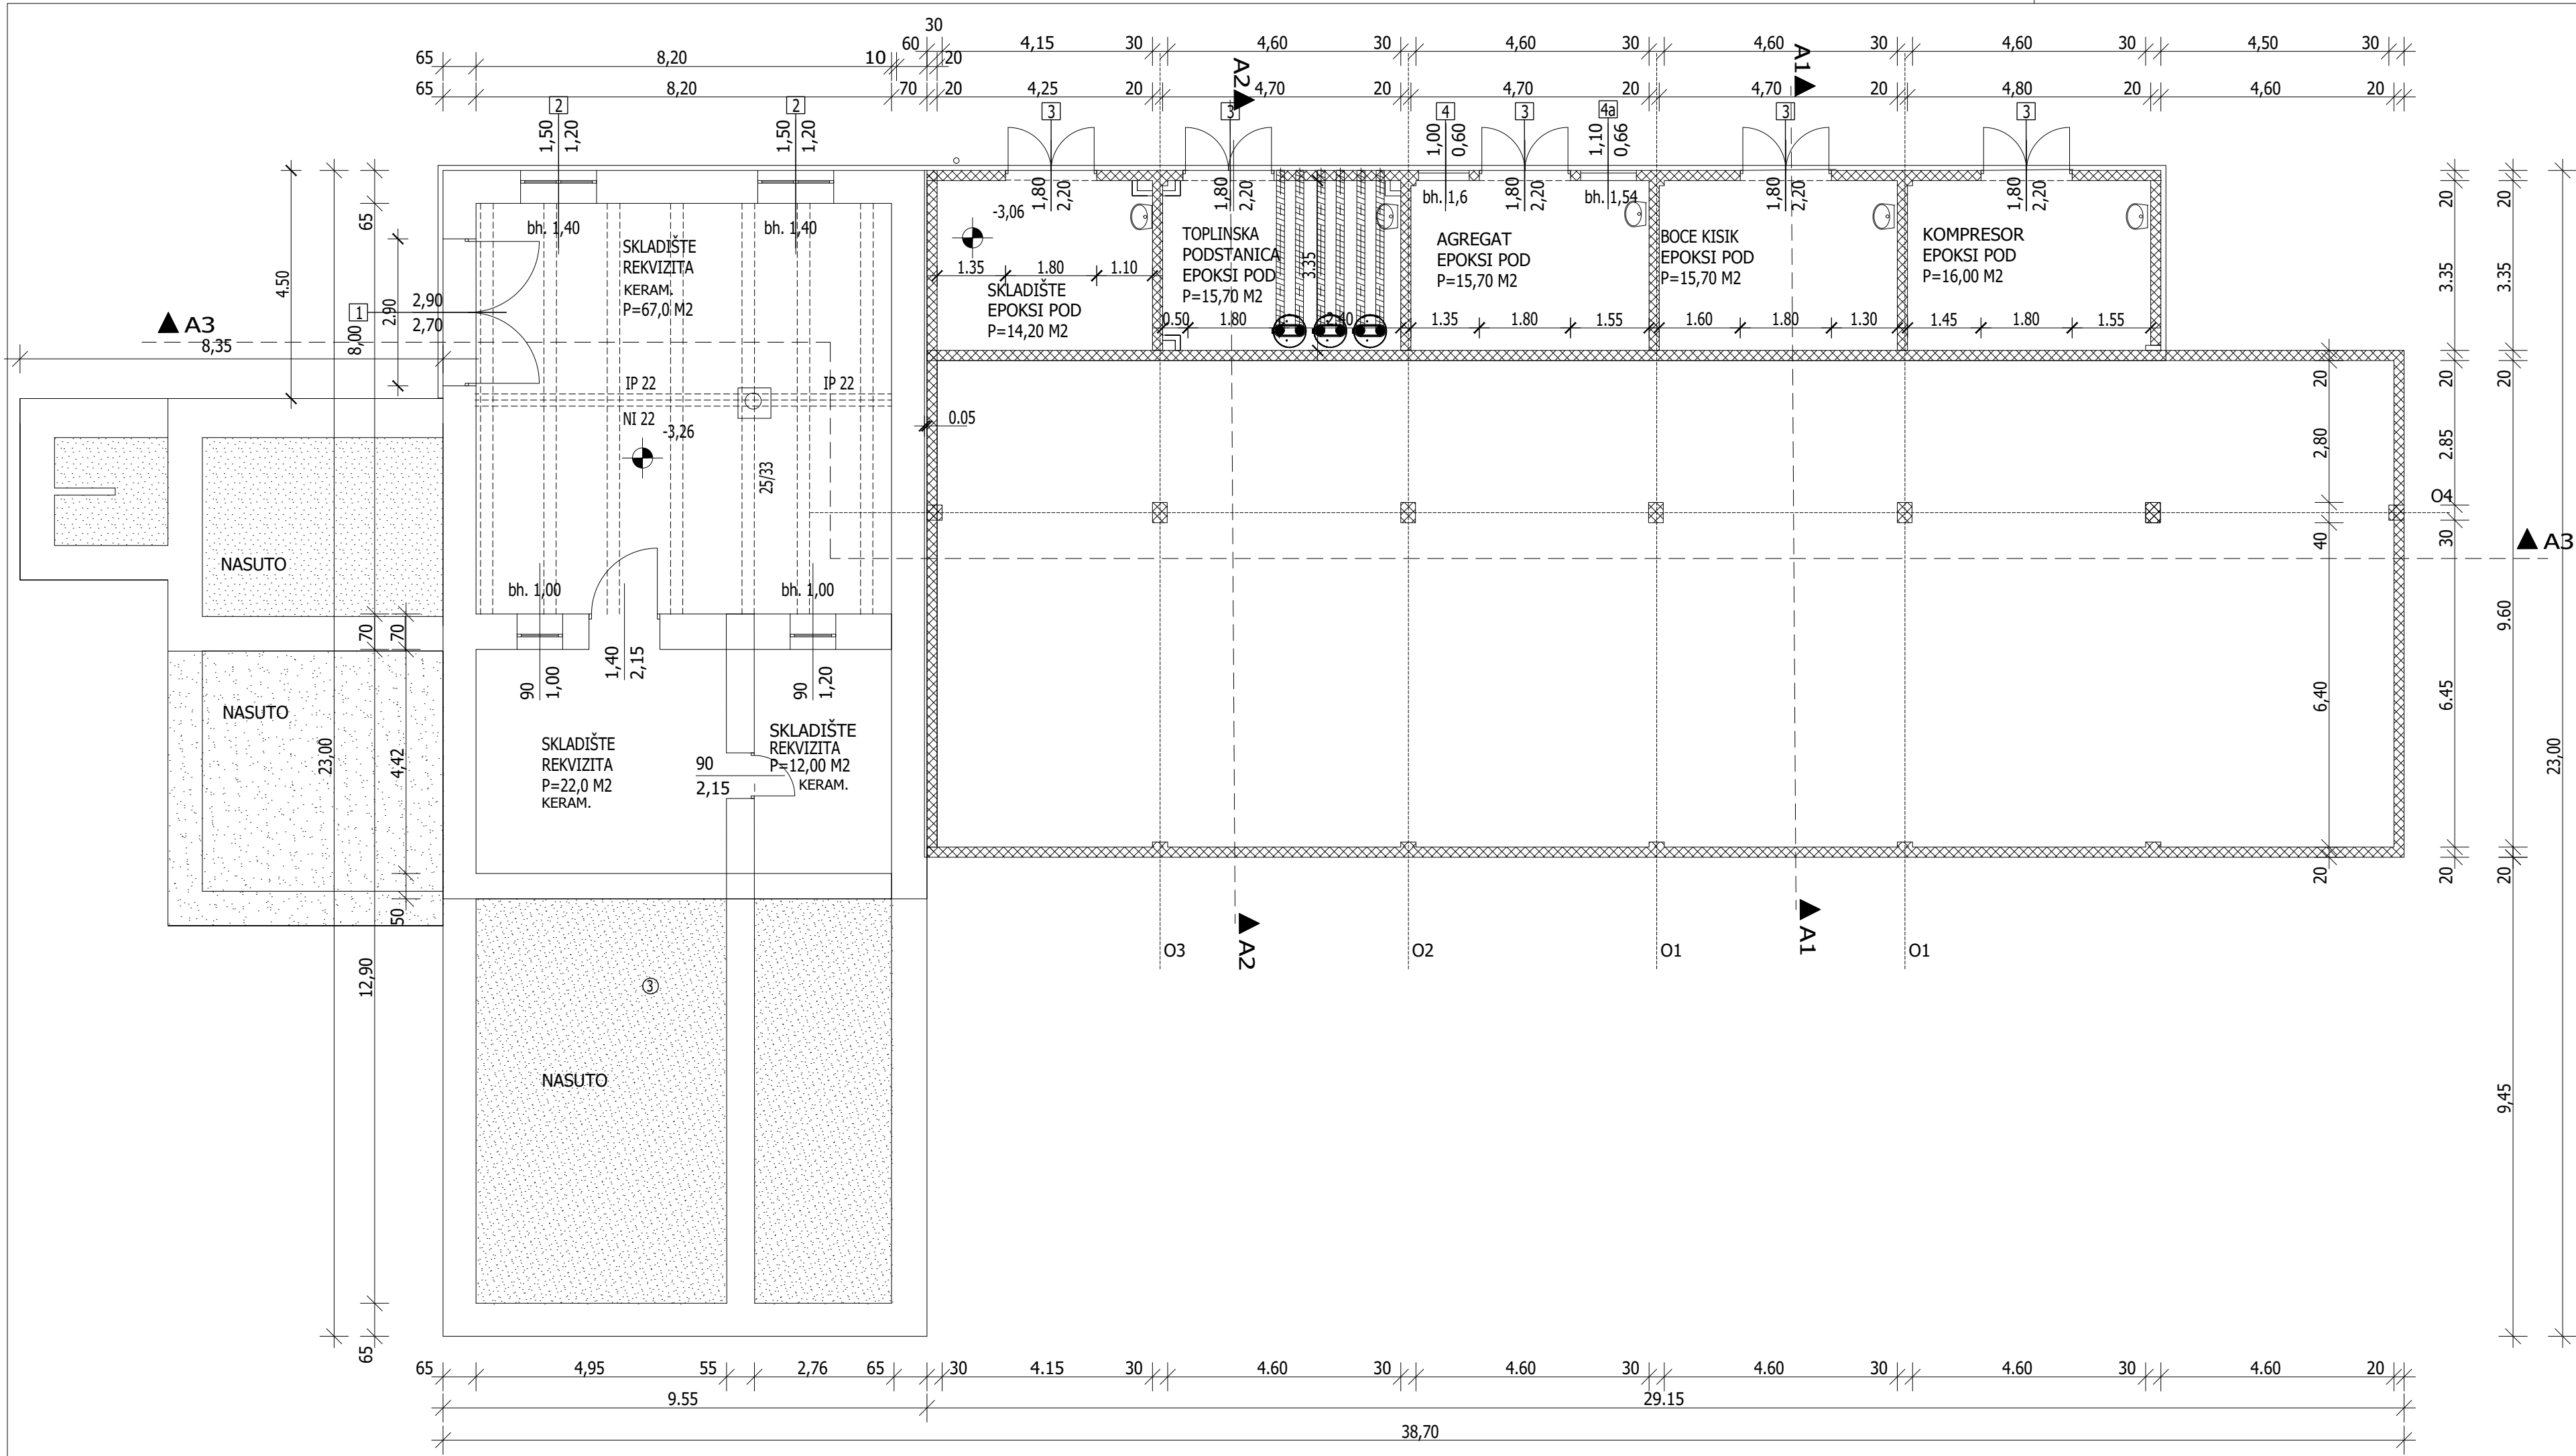 30
60 4,15 30 4,60 30 4,60 30 4,60 30 4,60 30 4,50 30
65 8,20 10 20
65 8,20 70 20 4,25 20 4,70 20 4,70 20 4,70 20 4,80 20 4,60 20
A2
A1
2
1,50
1,20
2
1,50
1,20
3
3
4
1,00
0,60
3
4a
1,10
0,66
3
3
1,80
2,20
1,80
2,20
1,80
2,20
1,80
2,20
1,80
2,20
bh. 1,40
bh. 1,40
bh. 1,6
bh. 1,54
-3,06
SKLADIŠTE
REKVIZITA
KERAM.
P=67,0 M2
1.35 1.80 1.10
SKLADIŠTE
EPOKSI POD
P=14,20 M2
TOPLINSKA
PODSTANICA
EPOKSI POD
P=15,70 M2
3.35
0.50 1.80 2.40
AGREGAT
EPOKSI POD
P=15,70 M2
1.35 1.80 1.55
BOCE KISIK
EPOKSI POD
P=15,70 M2
1.60 1.80 1.30
KOMPRESOR
EPOKSI POD
P=16,00 M2
1.45 1.80 1.55
A3
8,35
4.50
65
8,00
2.90
1
2,90
2,70
IP 22
IP 22
NI 22
-3,26
25/33
0.05
20
3.35
20
2.85
O4
30
6.45
20
20
3.35
20
9.60
20
9,45
23,00
20
2,80
40
6,40
20
A3
NASUTO
NASUTO
23,00
70
70
4,42
50
12,90
65
bh. 1,00
bh. 1,00
90
1,00
1,40
2,15
90
1,20
SKLADIŠTE
REKVIZITA
P=22,0 M2
KERAM.
90
2,15
SKLADIŠTE
REKVIZITA
P=12,00 M2
KERAM.
O3
A2
O2
O1
A1
O1
3
NASUTO
65 4,95 55 2,76 65 30 4.15 30 4.60 30 4.60 30 4.60 30 4.60 30 4.60 20
9.55 29.15
38,70